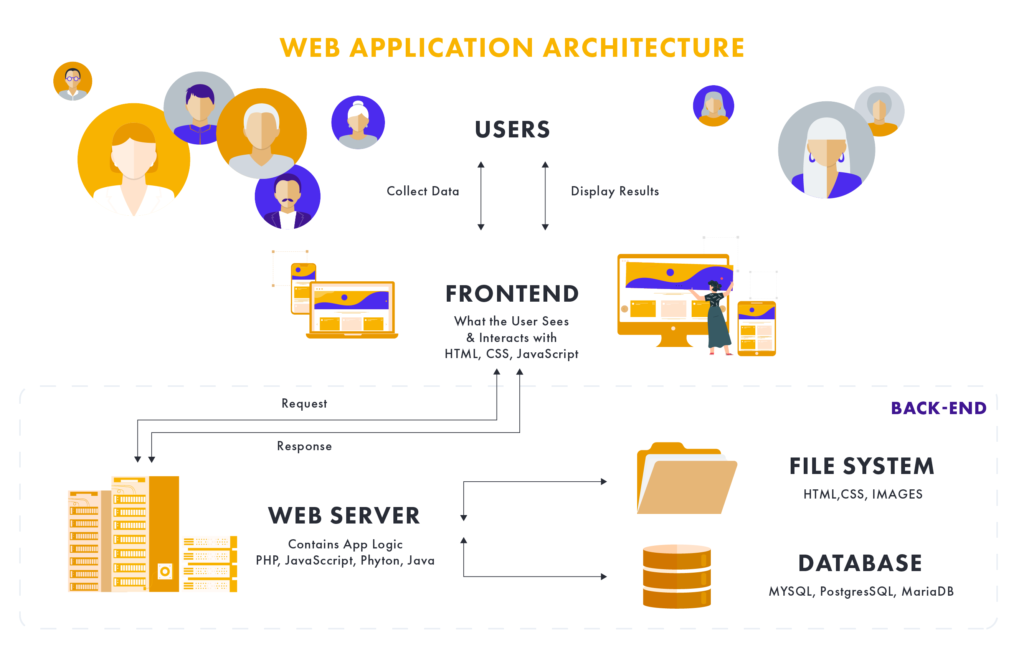 WEB APPLICATION ARCHITECTURE
USERS
Collect Data
Display Results
FRONTEND
What the User Sees
& Interacts with
HTML, CSS, JavaScript
Request
BACK-END
Response
FILE SYSTEM
HTML,CSS, IMAGES
WEB SERVER
Contains App Logic
PHP, JavaSccript, Phyton, Java
DATABASE
MYSQL, PostgresSQL, MariaDB